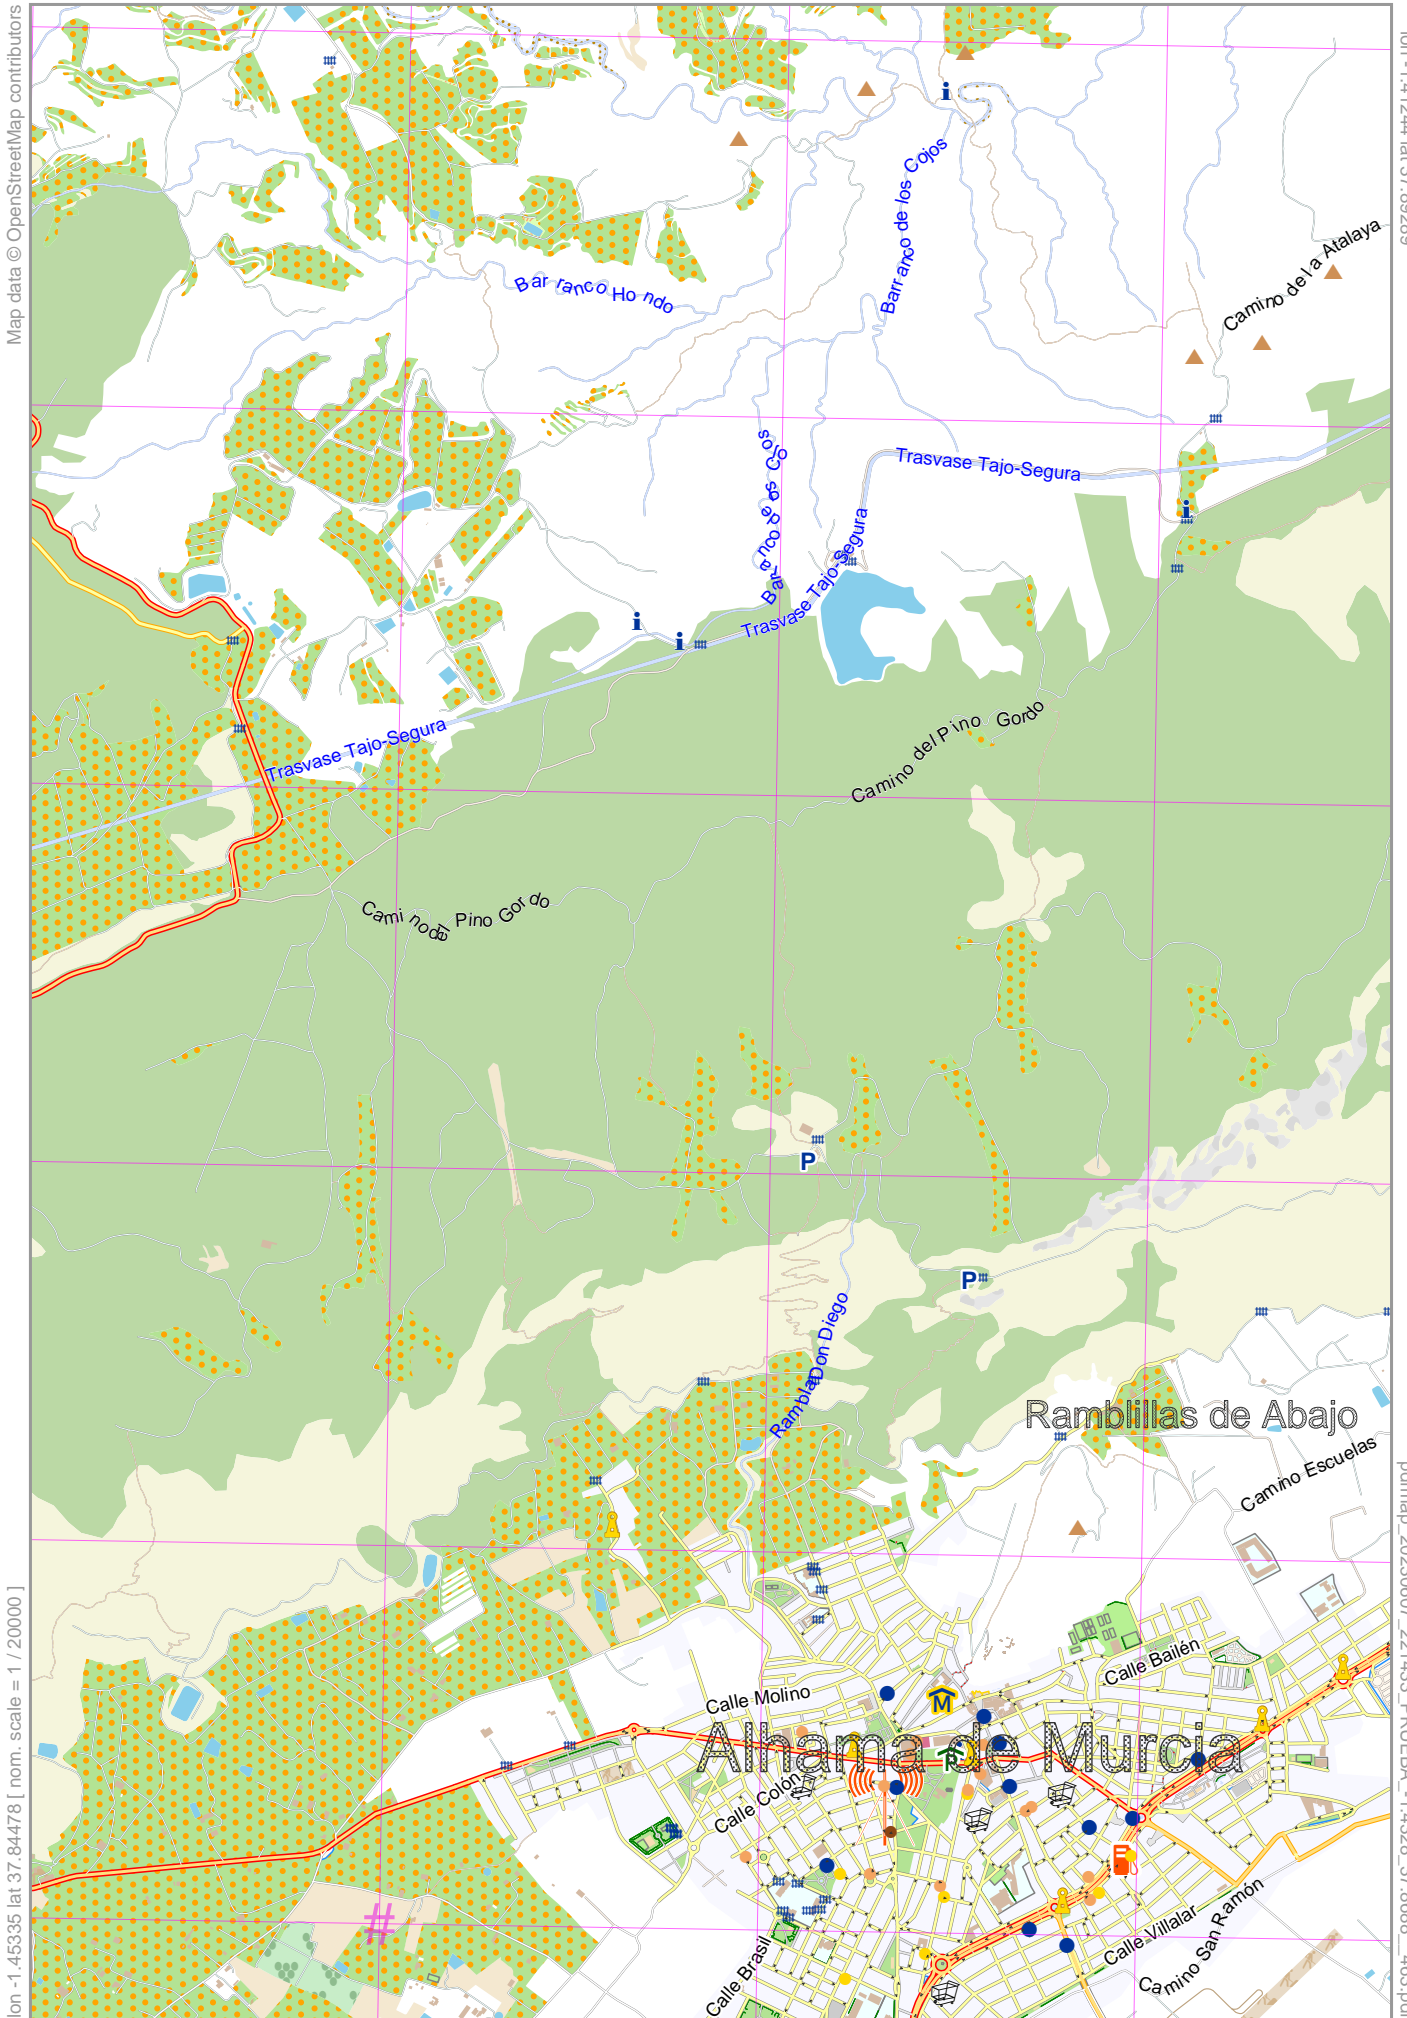 Map data © OpenStreetMap contributors
Barranco de los Cojos
Camino de la Atalaya
Barranco Hondo
Trasvase Tajo-Segura
Barranco de los Cojos
Trasvase Tajo-Segura
Trasvase Tajo-Segura
Camino del Pino Gordo
Camino del Pino Gordo
P
P
Rambla Don Diego
Ramblillas de Abajo
Camino Escuelas
Calle Bailén
Calle Molino
M
Alhama de Murcia
Calle Colón
Calle Brasil
Calle Villalar
Camino San Ramón
#
lon -1.45335 lat 37.84478 [ nom. scale = 1 / 20000 ]